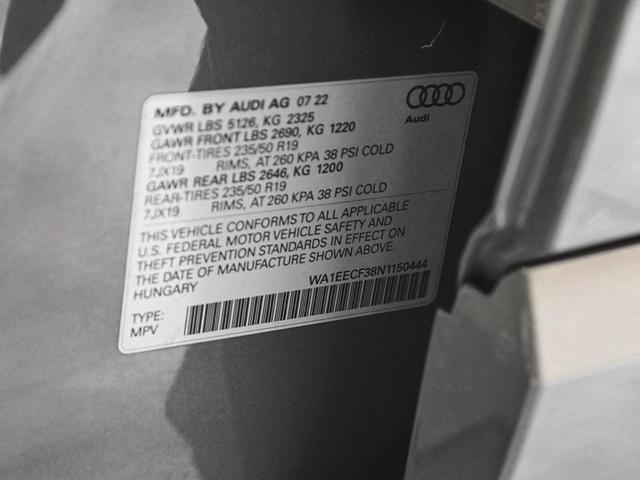 MFD. BY AUDI AG 07 22
GVWR LBS 5126, KG 2325
GAWR FRONT LBS 2690, KG 1220
FRONT-TIRES 235/50 R19
7JX19 RIMS, AT 260 KPA 38 PSI COLD
GAWR REAR LBS 2646, KG 1200
REAR-TIRES 235/50 R19
7JX19 RIMS, AT 260 KPA 38 PSI COLD
Audi
THIS VEHICLE CONFORMS TO ALL APPLICABLE
U.S. FEDERAL MOTOR VEHICLE SAFETY AND
THEFT PREVENTION STANDARDS IN EFFECT ON
THE DATE OF MANUFACTURE SHOWN ABOVE.
HUNGARY WA1EECF38N1150444
TYPE:
MPV